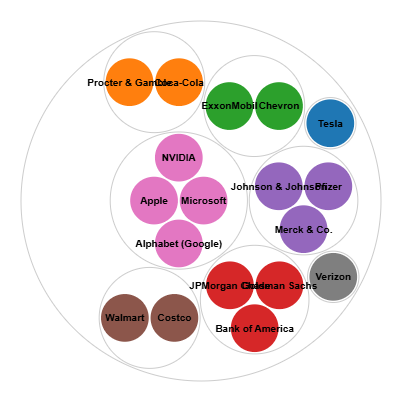 Procter & Gamble
Coca-Cola
ExxonMobil
Chevron
Tesla
NVIDIA
Apple
Microsoft
Alphabet (Google)
Johnson & Johnson
Pfizer
Merck & Co.
Verizon
JPMorgan Chase
Goldman Sachs
Bank of America
Walmart
Costco